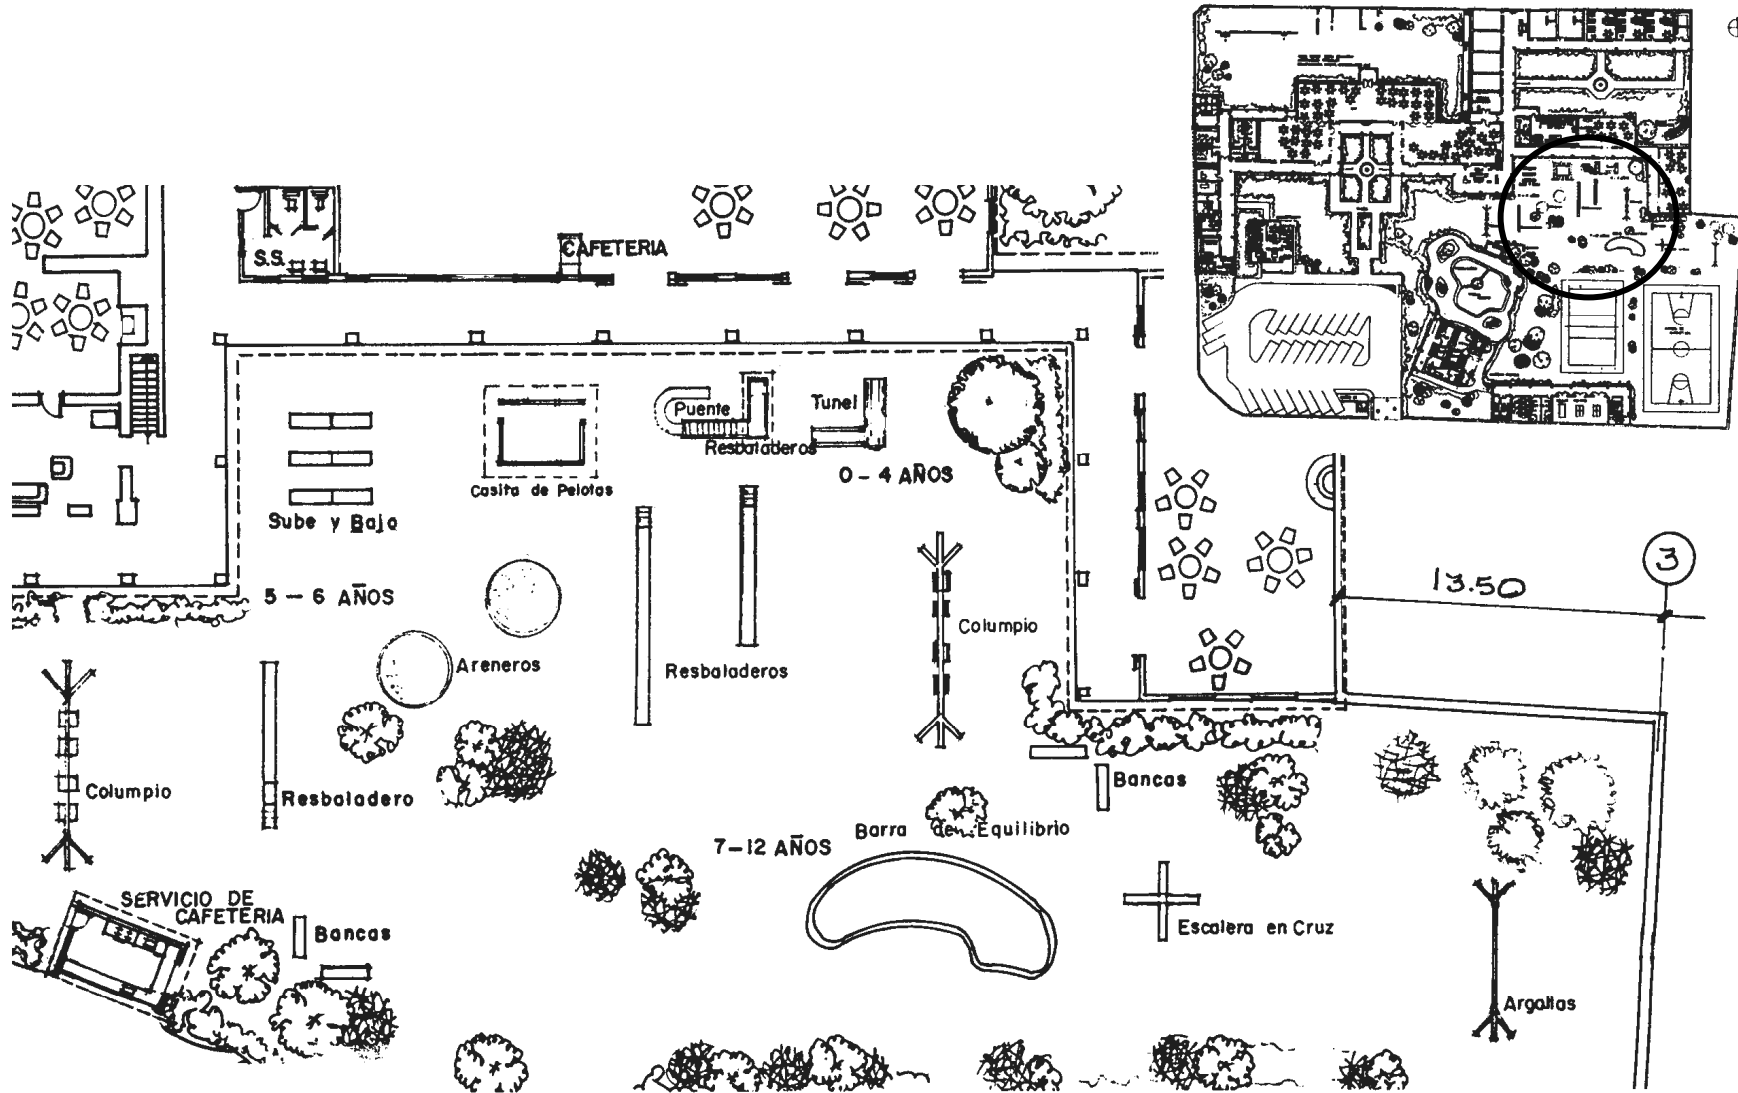 S.S.
CAFETERIA
Puente
Tunel
Resbaladeros
0-4 AÑOS
Casita de Pelotas
Sube y Baja
5-6 AÑOS
3
13.50
Columpio
Areneros
Resbaladeros
Columpio
Resbaladero
Bancas
7-12 AÑOS
Barra de Equilibrio
SERVICIO DE
CAFETERIA
Bancas
Escalera en Cruz
Argollas